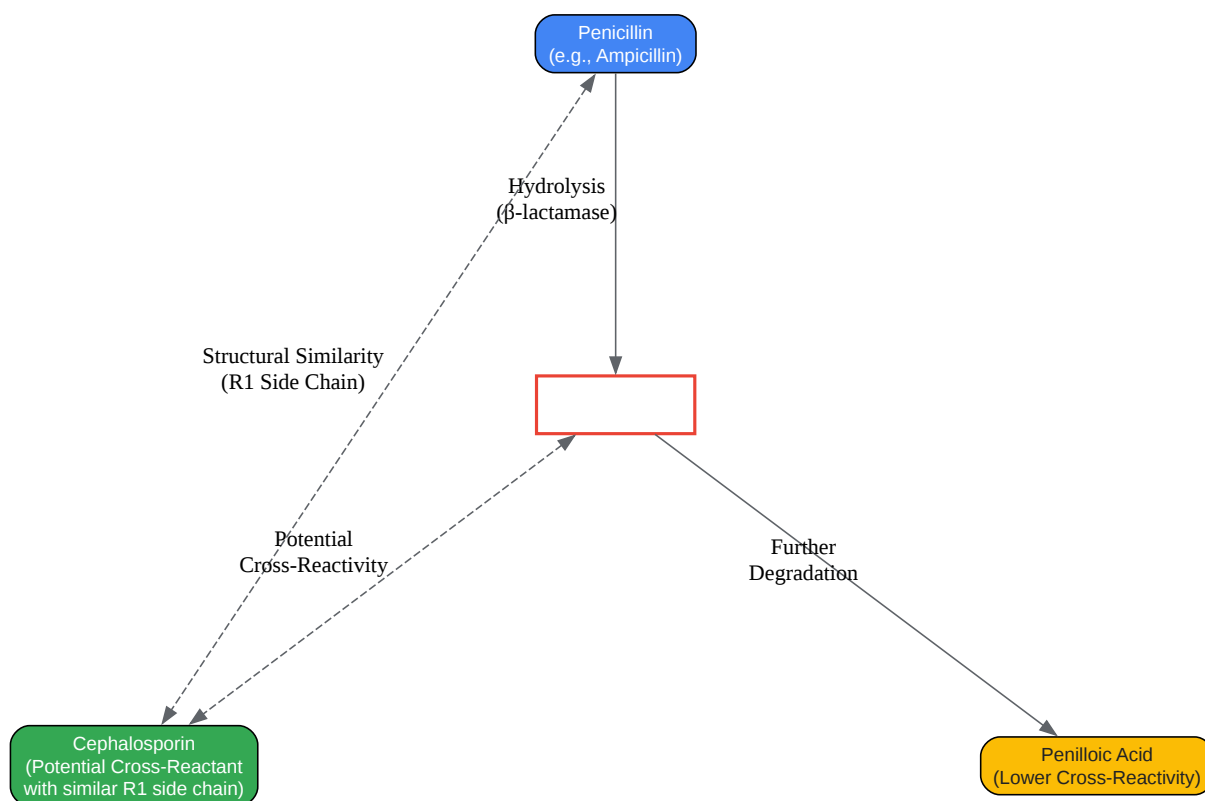 Penicillin
(e.g., Ampicillin)
Hydrolysis
(β-lactamase)
Structural Similarity
(R1 Side Chain)
Potential
Cross-Reactivity
Further
Degradation
Cephalosporin
(Potential Cross-Reactant
with similar R1 side chain)
Penilloic Acid
(Lower Cross-Reactivity)